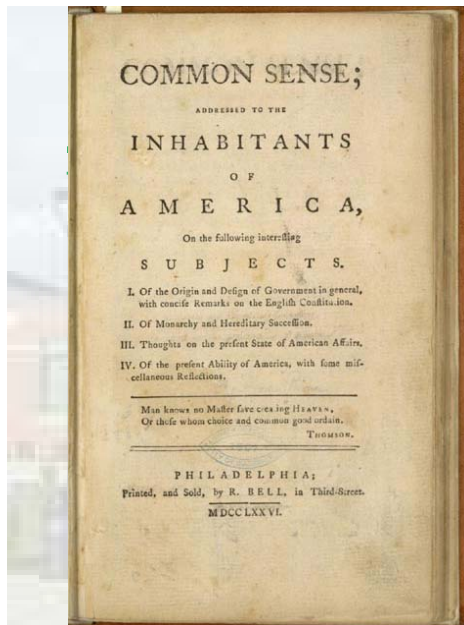 COMMON SENSE;
ADDRESSED TO THE
INHABITANTS
OF
AMERICA,
On the following intereſting
SUBJECTS.
I. Of the Origin and Deſign of Government in general,
with conciſe Remarks on the Engliſh Conſtitution.
II. Of Monarchy and Hereditary Succeſſion.
III. Thoughts on the preſent State of American Affairs.
IV. Of the preſent Ability of America, with ſome miſ-
cellaneous Reflections.
Man knows no Maſter ſave creating HEAVEN,
Or thoſe whom choice and common good ordain.
THOMSON.
PHILADELPHIA;
Printed, and Sold, by R. BELL, in Third-Street.
MDCCLXXVI.